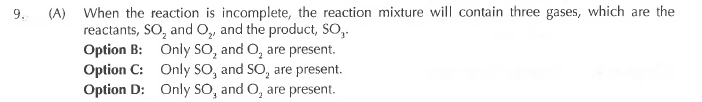 9. (A) When the reaction is incomplete, the reaction mixture will contain three gases, which are the
reactants, SO₂ and O₂, and the product, SO₃.
Option B: Only SO₂ and O₂ are present.
Option C: Only SO₃ and SO₂ are present.
Option D: Only SO₃ and O₂ are present.